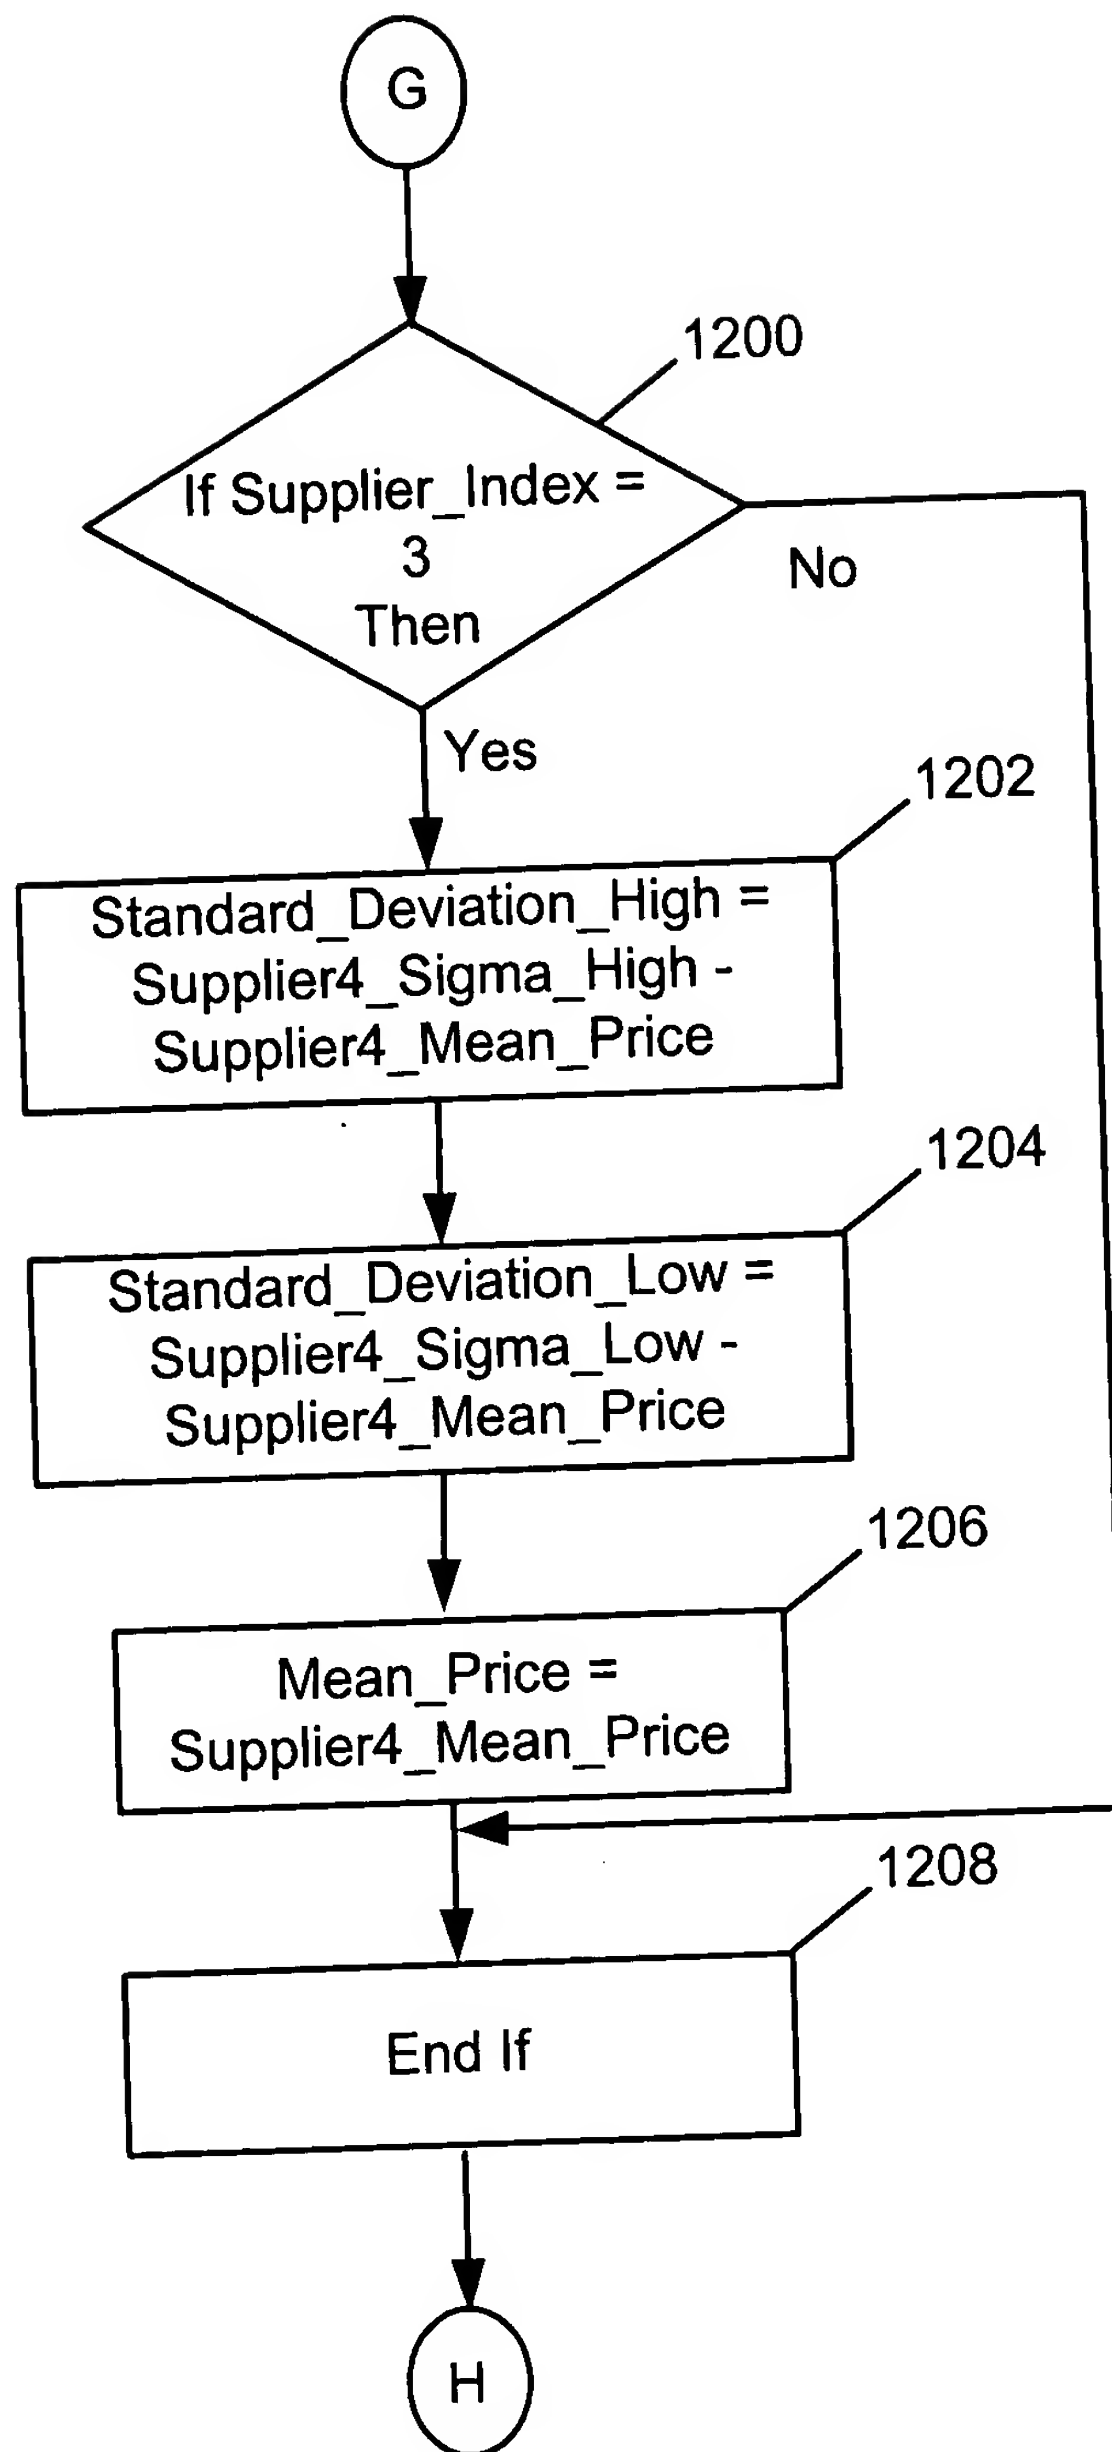 G
1200
If Supplier_Index =
3
Then
No
Yes
1202
Standard_Deviation_High =
Supplier4_Sigma_High -
Supplier4_Mean_Price
1204
Standard_Deviation_Low =
Supplier4_Sigma_Low -
Supplier4_Mean_Price
1206
Mean_Price =
Supplier4_Mean_Price
1208
End If
H